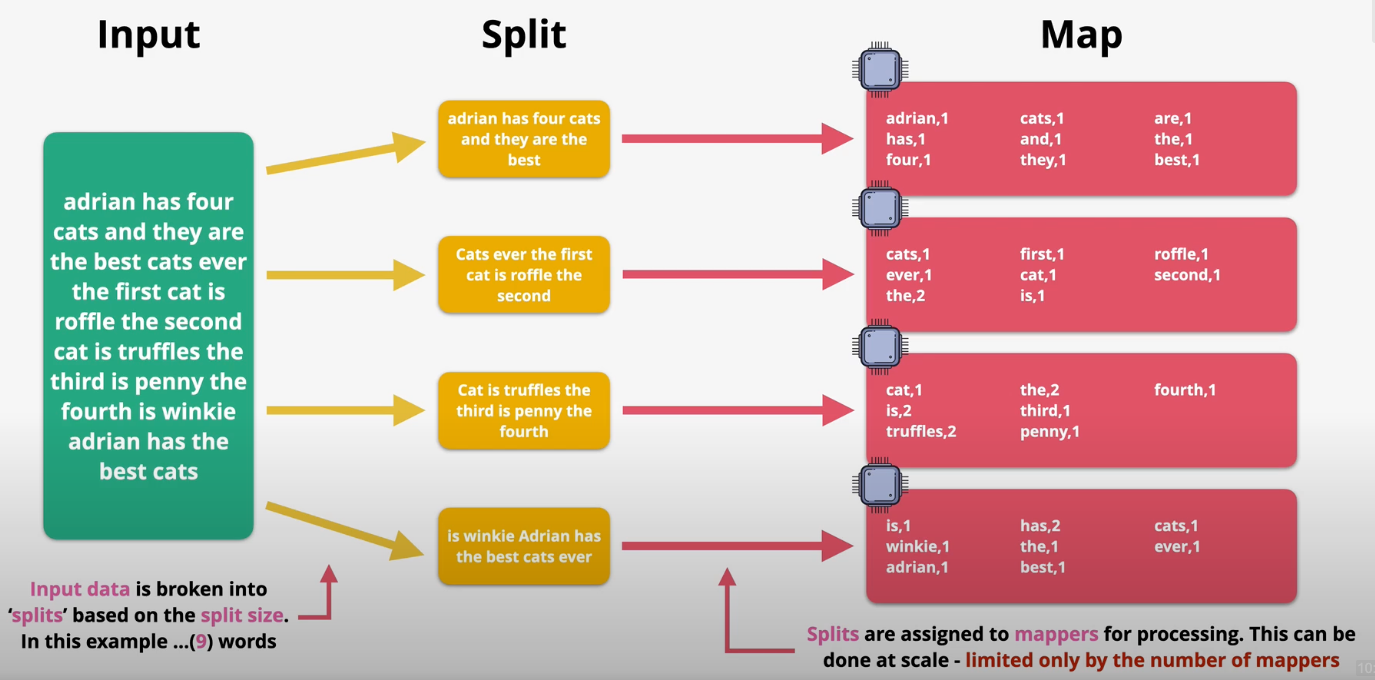 Input
Split
Map
adrian has four
cats and they are
the best cats ever
the first cat is
roffle the second
cat is truffles the
third is penny the
fourth is winkie
adrian has the
best cats
adrian has four cats
and they are the
best
Cats ever the first
cat is roffle the
second
Cat is truffles the
third is penny the
fourth
is winkie Adrian has
the best cats ever
adrian,1 cats,1 are,1
has,1 and,1 the,1
four,1 they,1 best,1
cats,1 first,1 roffle,1
ever,1 cat,1 second,1
the,2 is,1
cat,1 the,2 fourth,1
is,2 third,1
truffles,2 penny,1
is,1 has,2 cats,1
winkie,1 the,1 ever,1
adrian,1 best,1
Input data is broken into
‘splits’ based on the split size.
In this example ...(9) words
Splits are assigned to mappers for processing. This can be
done at scale - limited only by the number of mappers